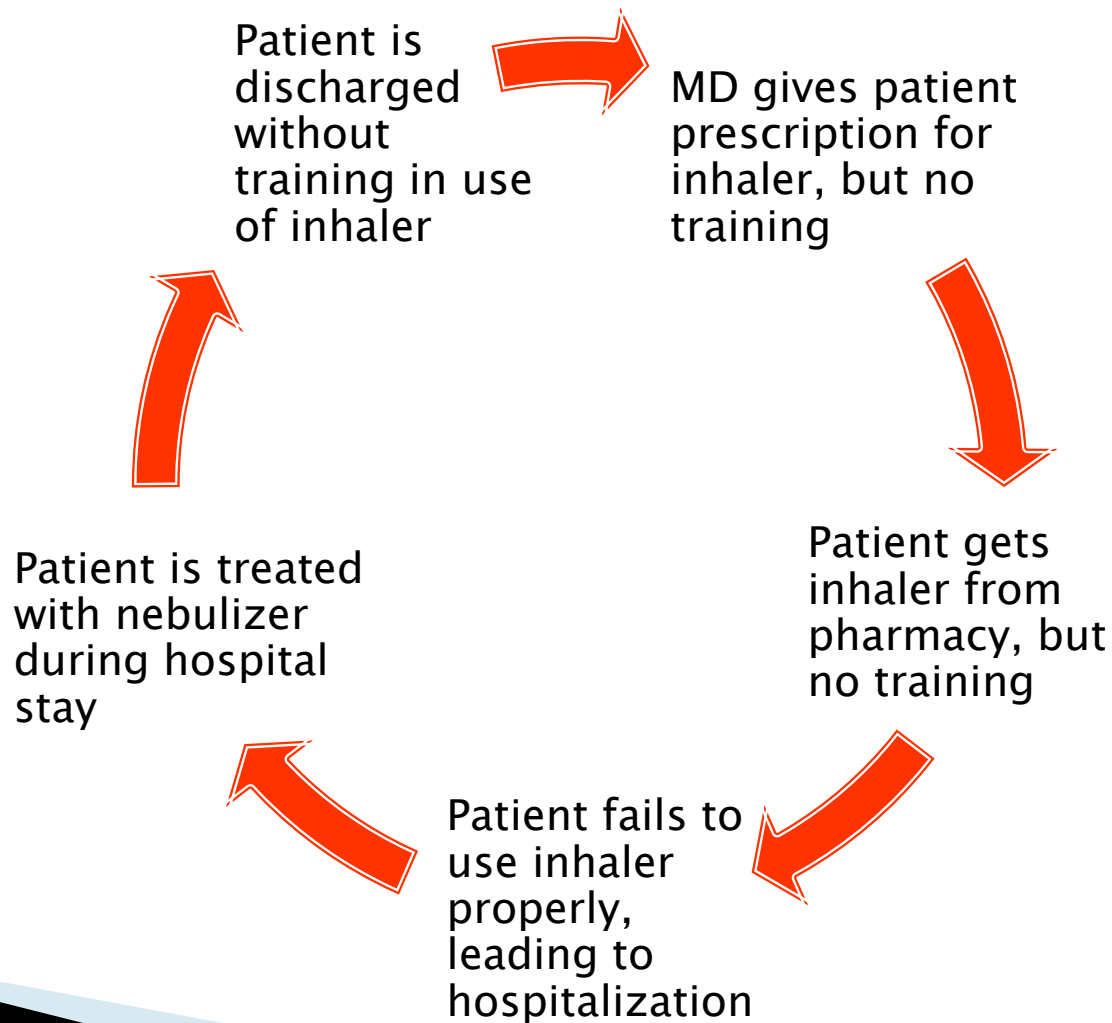 Patient is
discharged
without
training in use
of inhaler
MD gives patient
prescription for
inhaler, but no
training
Patient gets
inhaler from
pharmacy, but
no training
Patient fails to
use inhaler
properly,
leading to
hospitalization
Patient is treated
with nebulizer
during hospital
stay